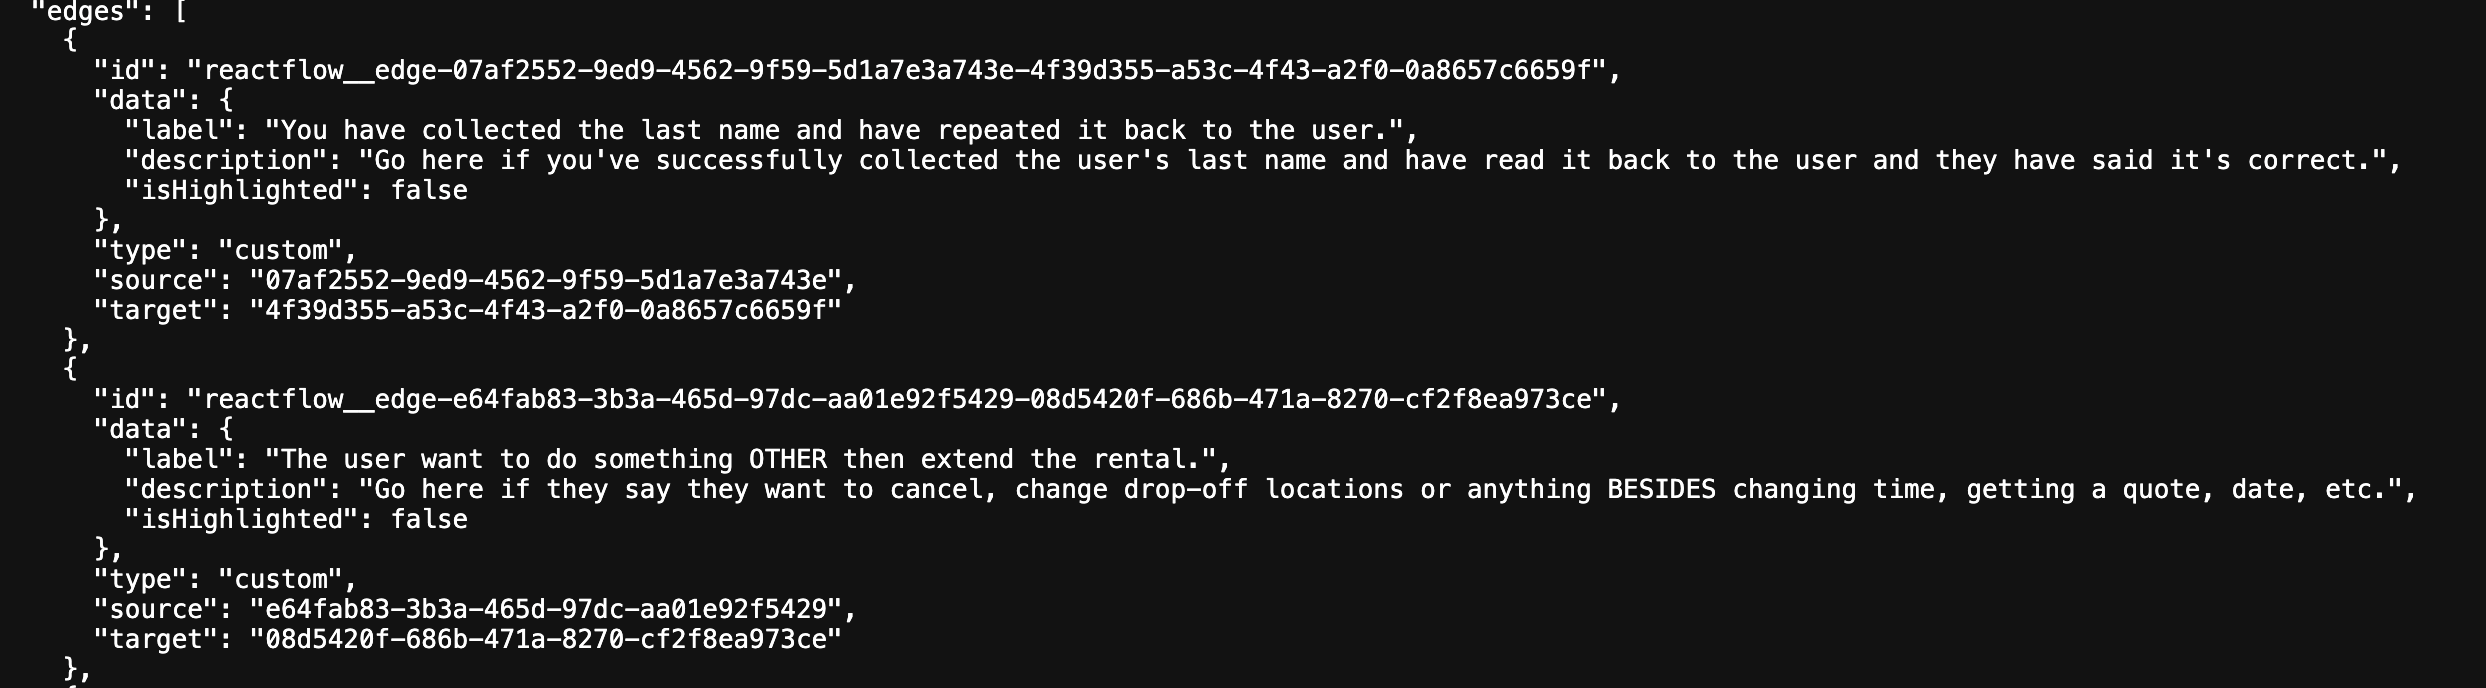 "edges": [
{
"id": "reactflow__edge-07af2552-9ed9-4562-9f59-5d1a7e3a743e-4f39d355-a53c-4f43-a2f0-0a8657c6659f",
"data": {
"label": "You have collected the last name and have repeated it back to the user.",
"description": "Go here if you've successfully collected the user's last name and have read it back to the user and they have said it's correct.",
"isHighlighted": false
},
"type": "custom",
"source": "07af2552-9ed9-4562-9f59-5d1a7e3a743e",
"target": "4f39d355-a53c-4f43-a2f0-0a8657c6659f"
},
{
"id": "reactflow__edge-e64fab83-3b3a-465d-97dc-aa01e92f5429-08d5420f-686b-471a-8270-cf2f8ea973ce",
"data": {
"label": "The user want to do something OTHER then extend the rental.",
"description": "Go here if they say they want to cancel, change drop-off locations or anything BESIDES changing time, getting a quote, date, etc.",
"isHighlighted": false
},
"type": "custom",
"source": "e64fab83-3b3a-465d-97dc-aa01e92f5429",
"target": "08d5420f-686b-471a-8270-cf2f8ea973ce"
},